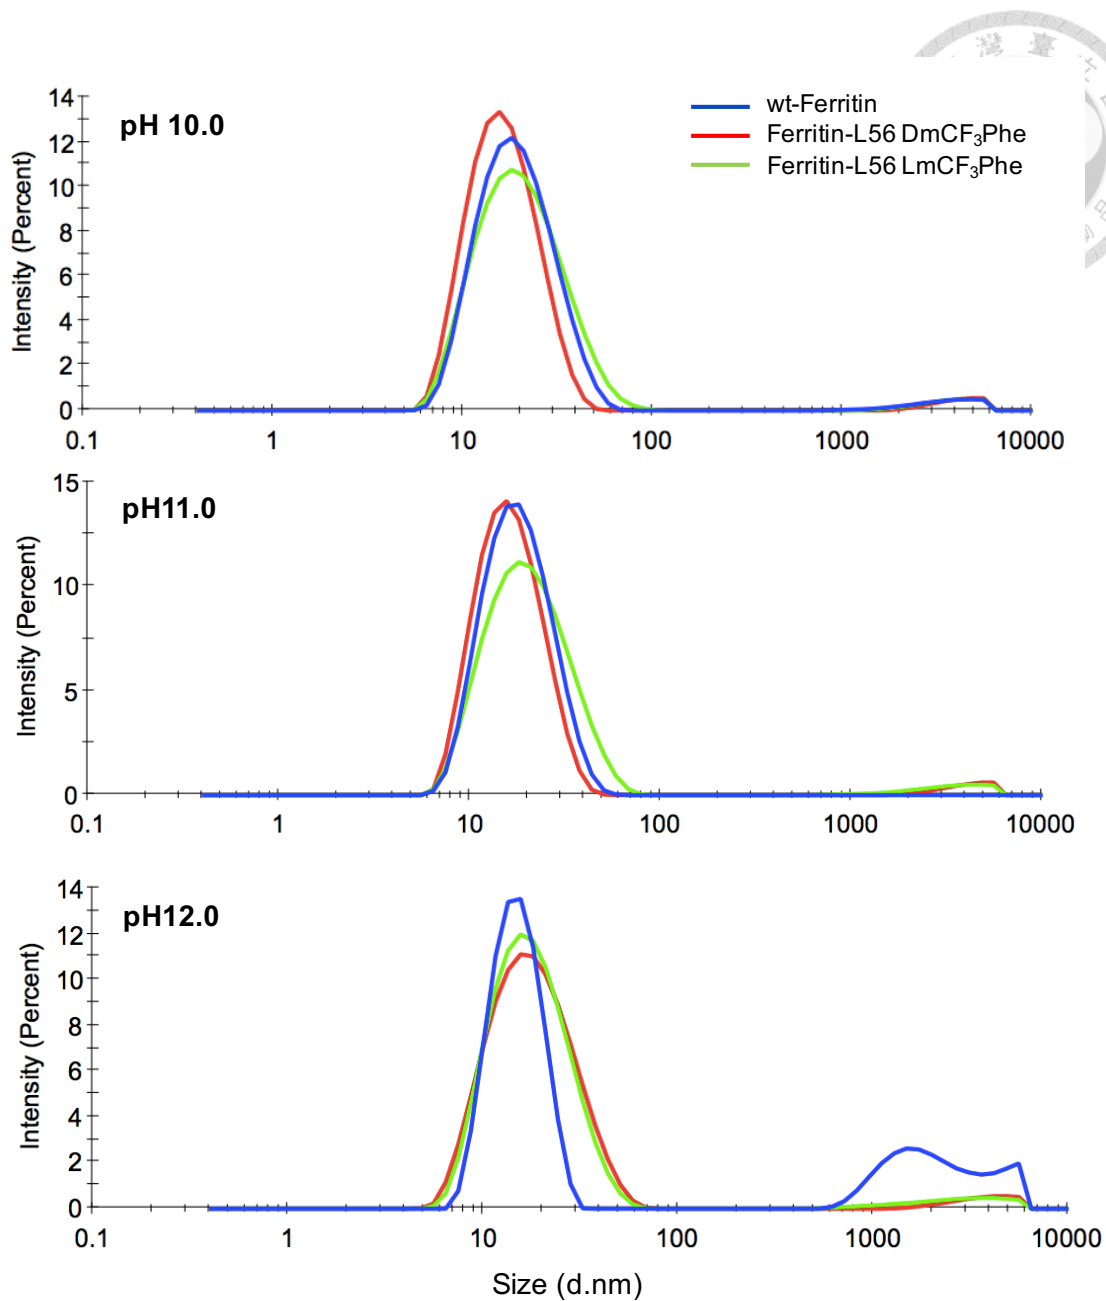 灣 臺
14
12
10
8
6
4
2
0
Intensity (Percent)
pH 10.0
wt-Ferritin
Ferritin-L56 DmCF₃Phe
Ferritin-L56 LmCF₃Phe
0.1 1 10 100 1000 10000
15
10
5
0
Intensity (Percent)
pH11.0
0.1 1 10 100 1000 10000
14
12
10
8
6
4
2
0
Intensity (Percent)
pH12.0
0.1 1 10 100 1000 10000
Size (d.nm)